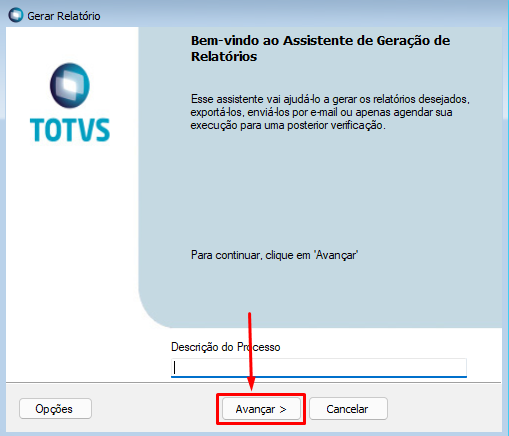 Gerar Relatório
Bem-vindo ao Assistente de Geração de
Relatórios
TOTVS
Esse assistente vai ajudá-lo a gerar os relatórios desejados,
exportá-los, enviá-los por e-mail ou apenas agendar sua
execução para uma posterior verificação.
Para continuar, clique em 'Avançar'
Descrição do Processo
Opções
Avançar >
Cancelar